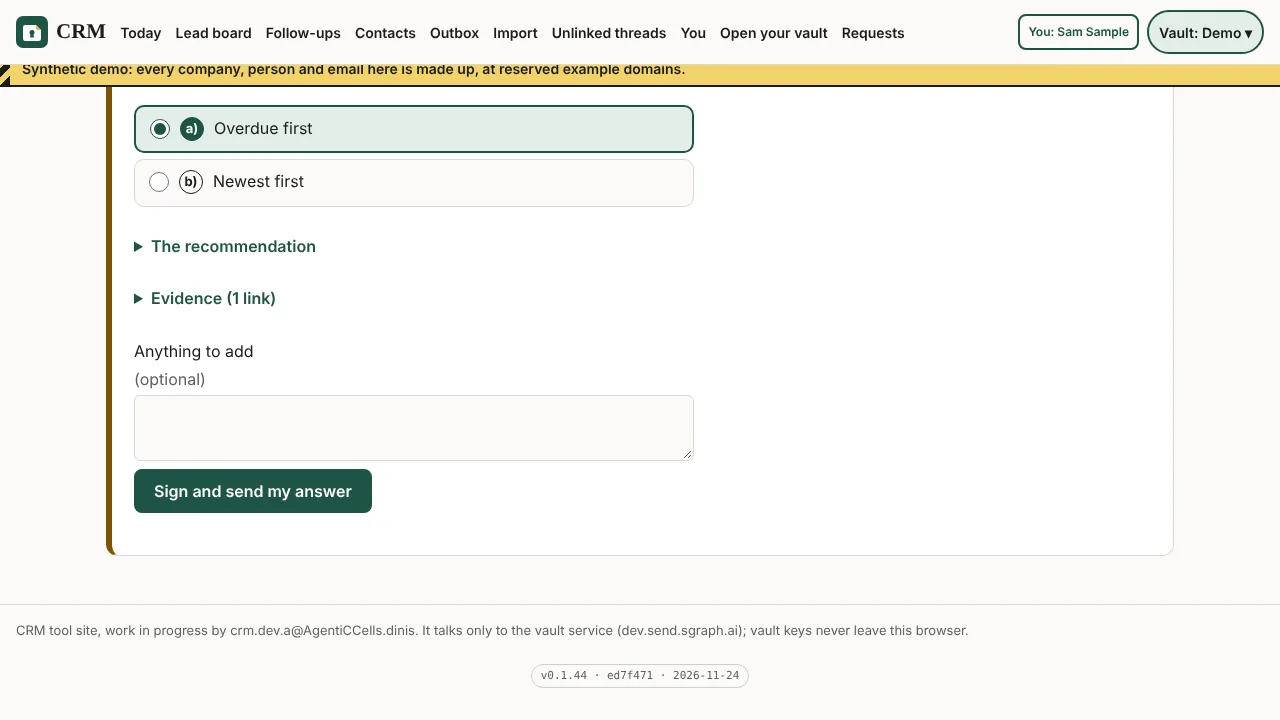 CRM
Today
Lead board
Follow-ups
Contacts
Outbox
Import
Unlinked threads
You
Open your vault
Requests
You: Sam Sample
Vault: Demo ▾
Synthetic demo: every company, person and email here is made up, at reserved example domains.
a) Overdue first
b) Newest first
The recommendation
Evidence (1 link)
Anything to add
(optional)
Sign and send my answer
CRM tool site, work in progress by crm.dev.a@AgentiCCells.dinis. It talks only to the vault service (dev.send.sgraph.ai); vault keys never leave this browser.
v0.1.44 · ed7f471 · 2026-11-24